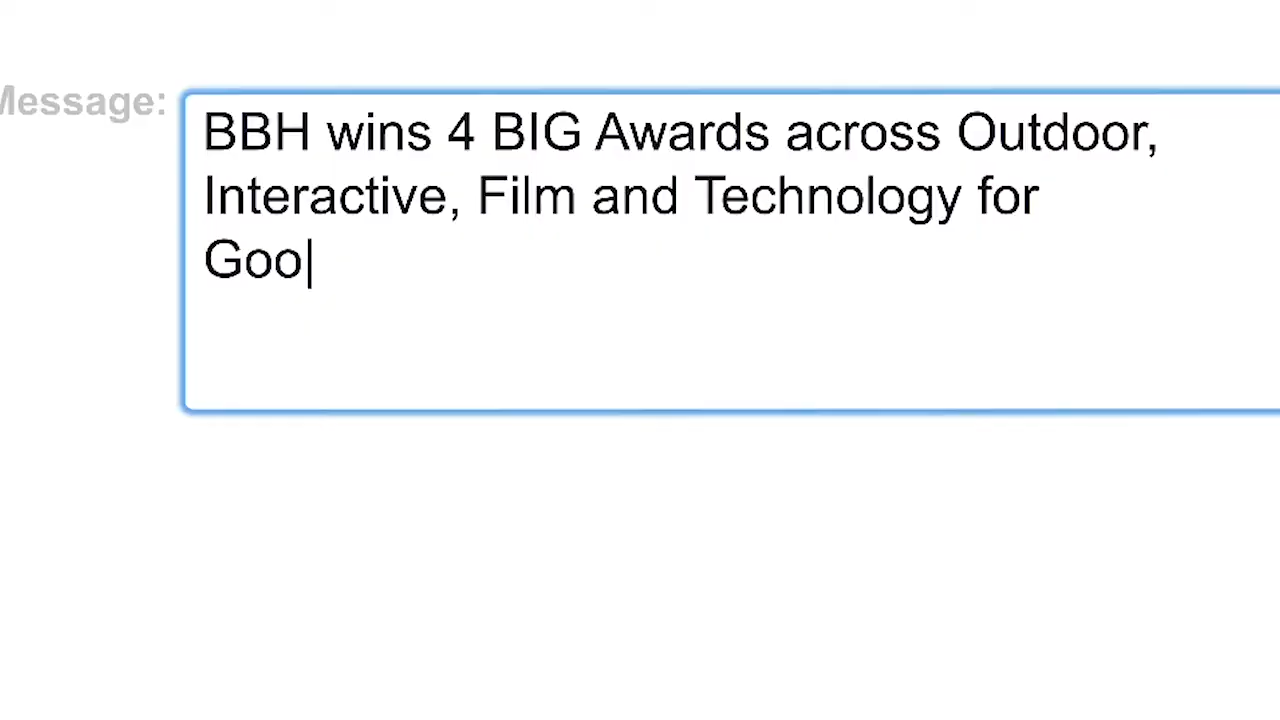 Message:
BBH wins 4 BIG Awards across Outdoor,
Interactive, Film and Technology for
Goo